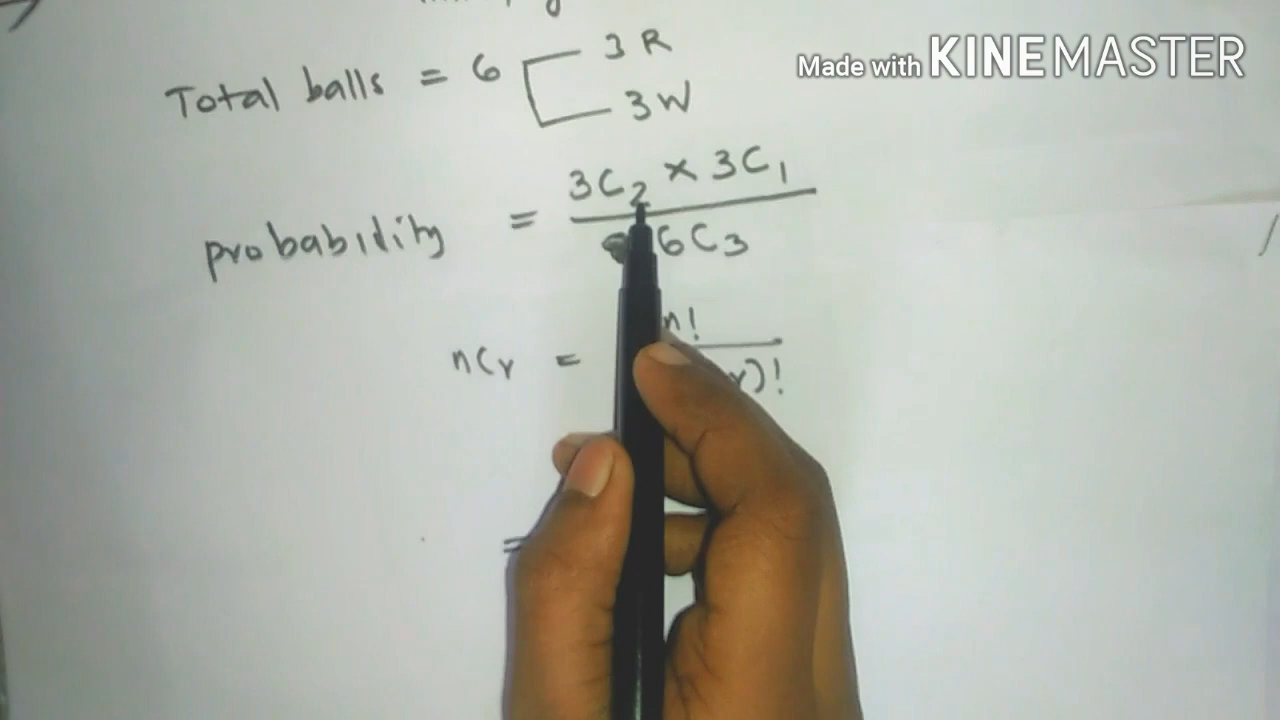 Made with KINEMASTER
Total balls = 6 3 R
3 W
probability = 3C2 × 3C1
6C3
nCr = n!
r)!
=